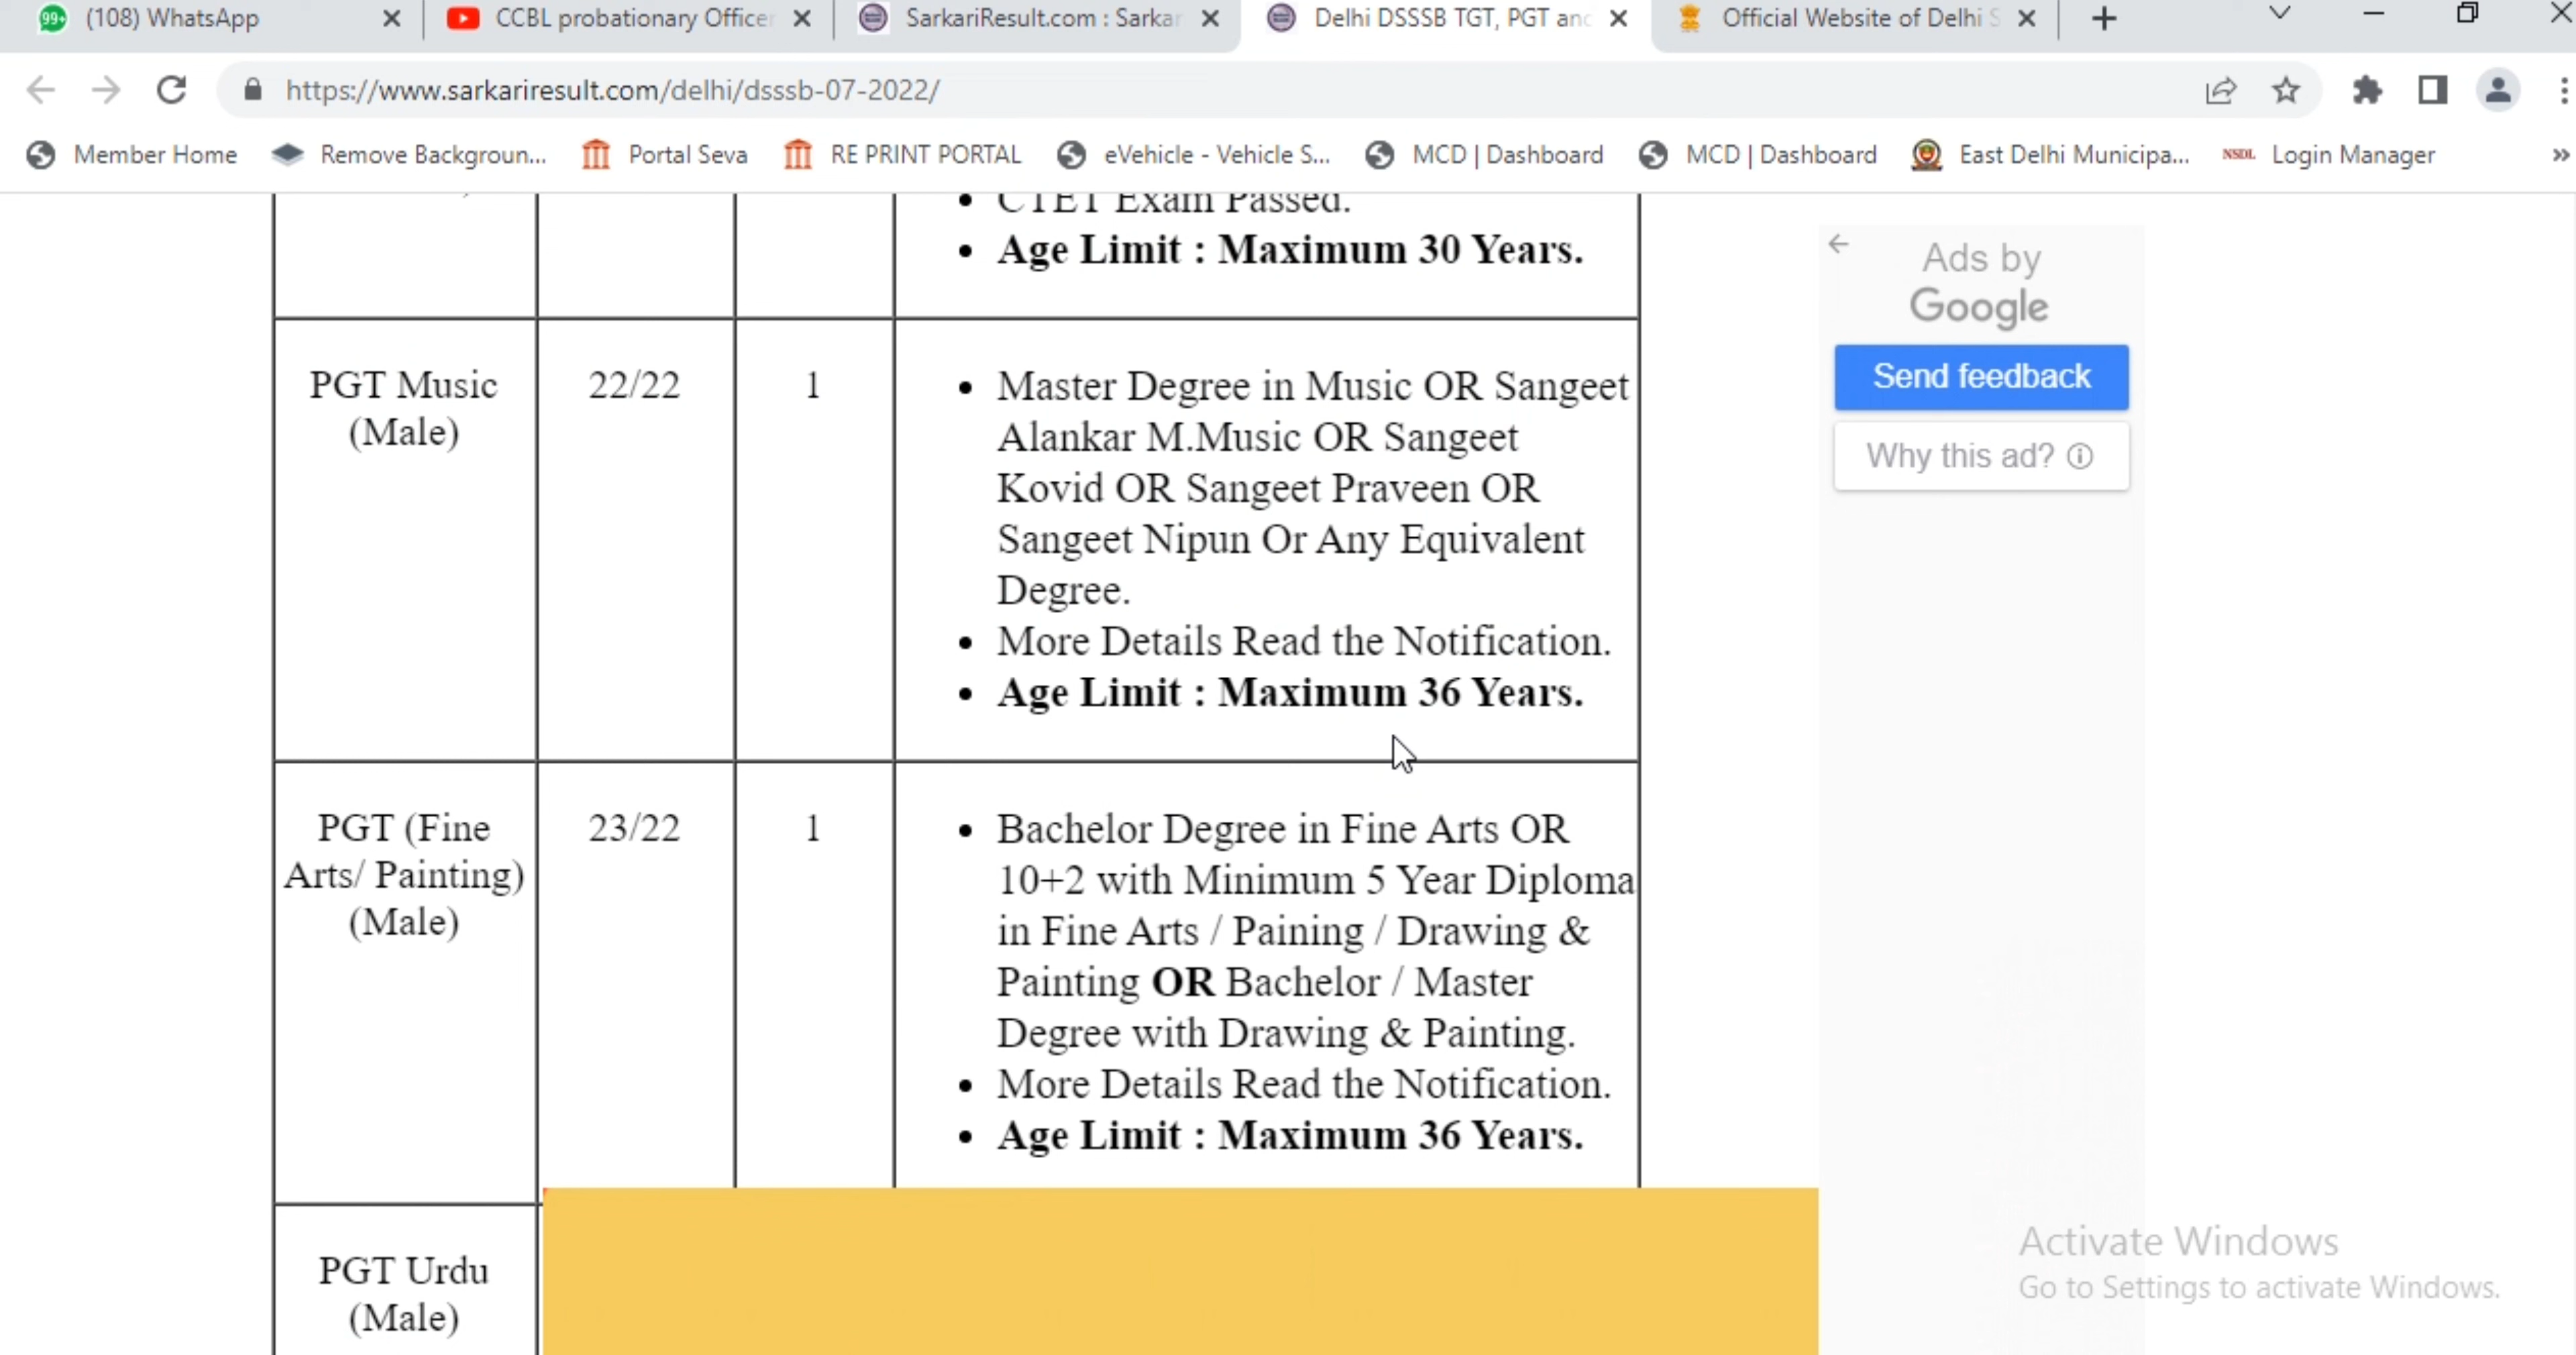 99+ (108) WhatsApp
CCBL probationary Officer
SarkariResult.com : Sarkar
Delhi DSSSB TGT, PGT and
Official Website of Delhi S
https://www.sarkariresult.com/delhi/dsssb-07-2022/
Member Home
Remove Backgroun...
Portal Seva
RE PRINT PORTAL
eVehicle - Vehicle S...
MCD | Dashboard
MCD | Dashboard
East Delhi Municipa...
NSDL Login Manager
»
• CTET Exam Passed.
• Age Limit : Maximum 30 Years.
PGT Music
(Male)
22/22
1
• Master Degree in Music OR Sangeet
Alankar M.Music OR Sangeet
Kovid OR Sangeet Praveen OR
Sangeet Nipun Or Any Equivalent
Degree.
• More Details Read the Notification.
• Age Limit : Maximum 36 Years.
PGT (Fine
Arts/ Painting)
(Male)
23/22
1
• Bachelor Degree in Fine Arts OR
10+2 with Minimum 5 Year Diploma
in Fine Arts / Paining / Drawing &
Painting OR Bachelor / Master
Degree with Drawing & Painting.
• More Details Read the Notification.
• Age Limit : Maximum 36 Years.
PGT Urdu
(Male)
Ads by
Google
Send feedback
Why this ad?
Activate Windows
Go to Settings to activate Windows.